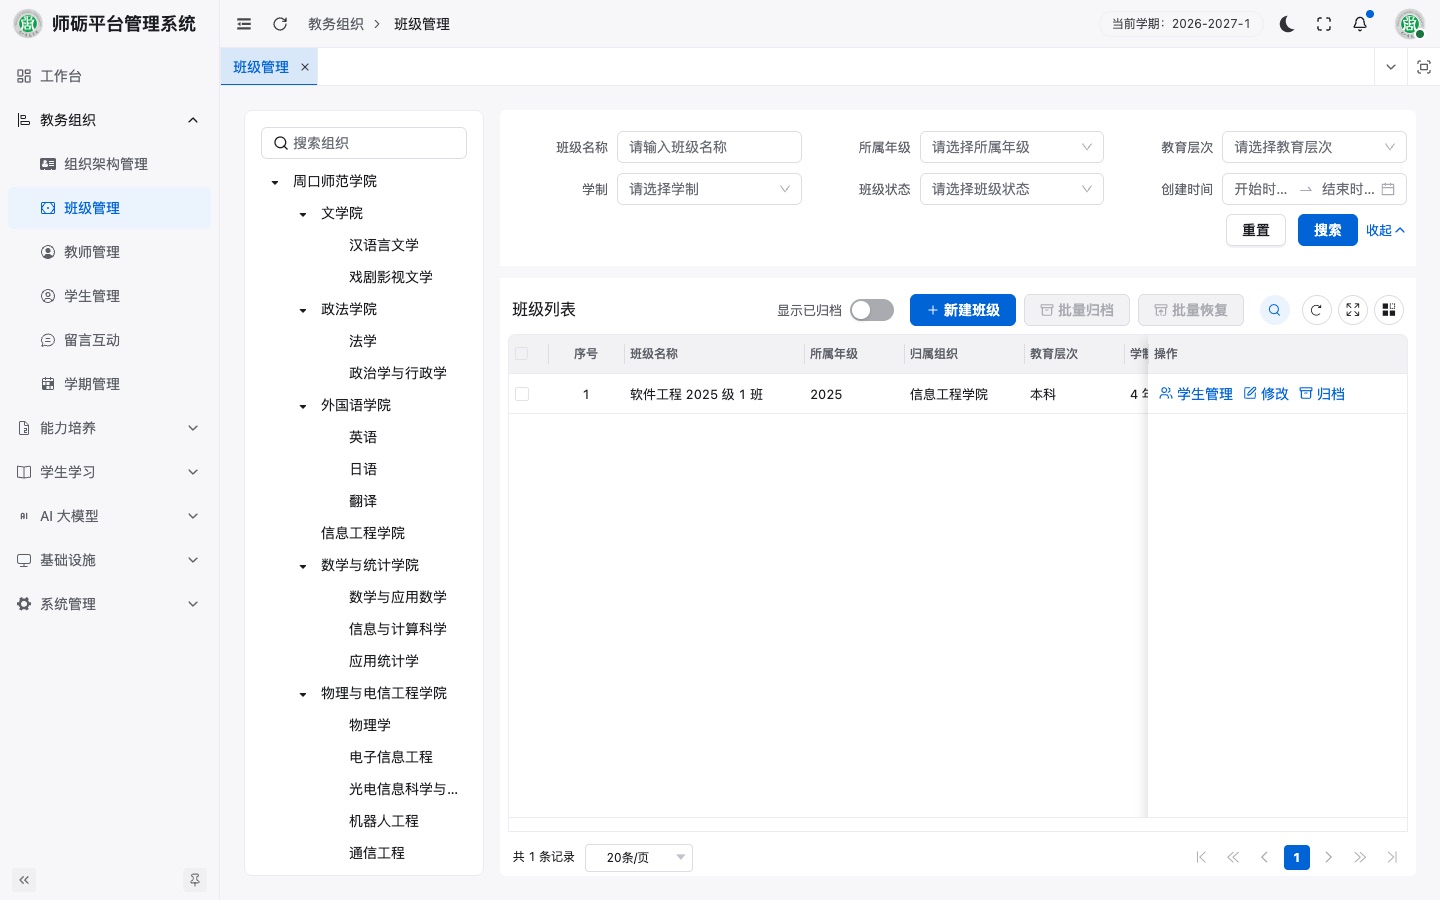 师砺平台管理系统
教务组织 > 班级管理
当前学期：2026-2027-1
班级管理
工作台
教务组织
组织架构管理
班级管理
教师管理
学生管理
留言互动
学期管理
能力培养
学生学习
AI 大模型
基础设施
系统管理
搜索组织
周口师范学院
文学院
汉语言文学
戏剧影视文学
政法学院
法学
政治学与行政学
外国语学院
英语
日语
翻译
信息工程学院
数学与统计学院
数学与应用数学
信息与计算科学
应用统计学
物理与电信工程学院
物理学
电子信息工程
光电信息科学与...
机器人工程
通信工程
班级名称 请输入班级名称 所属年级 请选择所属年级 教育层次 请选择教育层次
学制 请选择学制 班级状态 请选择班级状态 创建时间 开始时... 结束时...
重置 搜索 收起
班级列表 显示已归档 新建班级 批量归档 批量恢复
序号 班级名称 所属年级 归属组织 教育层次 操作
1 软件工程 2025 级 1 班 2025 信息工程学院 本科 4 学生管理 修改 归档
共 1 条记录 20条/页 1